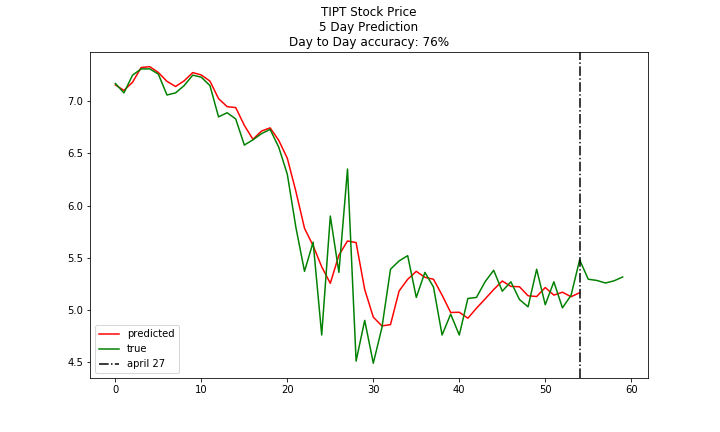 TIPT Stock Price
5 Day Prediction
Day to Day accuracy: 76%
7.0
6.5
6.0
5.5
5.0
4.5
predicted
true
april 27
0 10 20 30 40 50 60